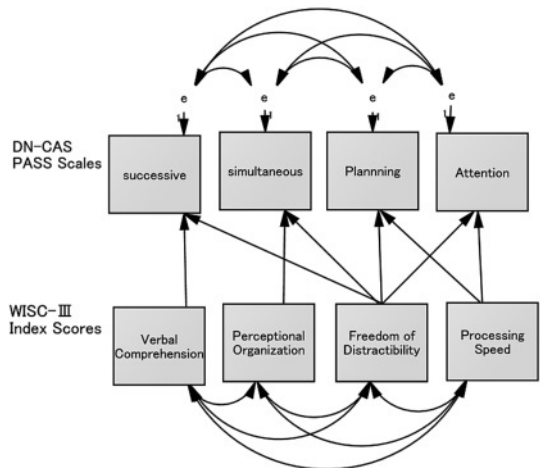 e
e
e
e
DN-CAS
PASS Scales
successive
simultaneous
Plannning
Attention
WISC-Ⅲ
Index Scores
Verbal
Comprehension
Perceptional
Organization
Freedom of
Distractibility
Processing
Speed